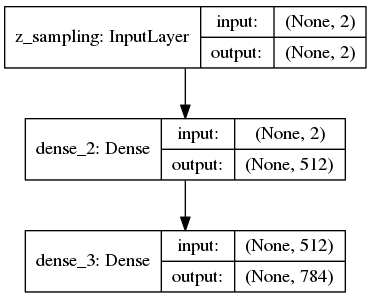 z_sampling: InputLayer
input: (None, 2)
output: (None, 2)
dense_2: Dense
input: (None, 2)
output: (None, 512)
dense_3: Dense
input: (None, 512)
output: (None, 784)